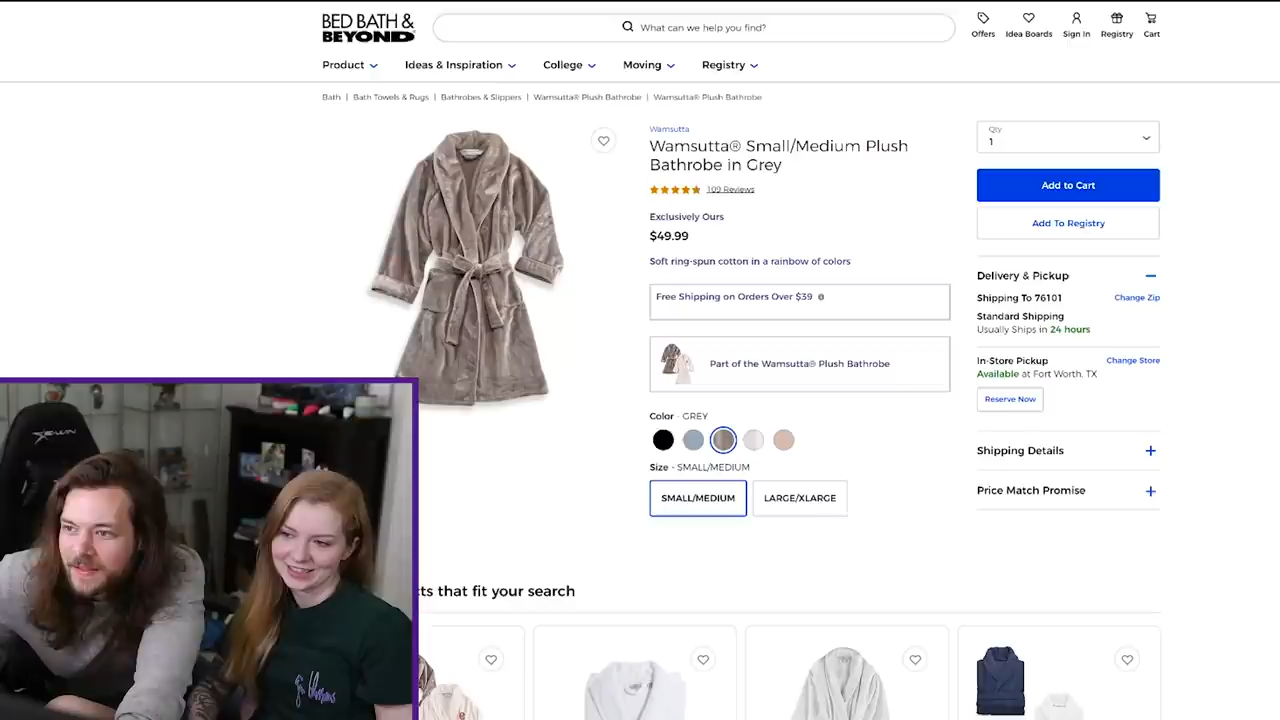 BED BATH &
BEYOND
What can we help you find?
Offers
Idea Boards
Sign In
Registry
Cart
Product
Ideas & Inspiration
College
Moving
Registry
Bath | Bath Towels & Rugs | Bathrobes & Slippers | Wamsutta® Plush Bathrobe | Wamsutta® Plush Bathrobe
Wamsutta
Wamsutta® Small/Medium Plush
Bathrobe in Grey
109 Reviews
Exclusively Ours
$49.99
Soft ring-spun cotton in a rainbow of colors
Free Shipping on Orders Over $39
Part of the Wamsutta® Plush Bathrobe
Color - GREY
Size - SMALL/MEDIUM
SMALL/MEDIUM
LARGE/XLARGE
Qty
1
Add to Cart
Add To Registry
Delivery & Pickup
Shipping To 76101
Change Zip
Standard Shipping
Usually Ships in 24 hours
In-Store Pickup
Change Store
Available at Fort Worth, TX
Reserve Now
Shipping Details
Price Match Promise
cts that fit your search